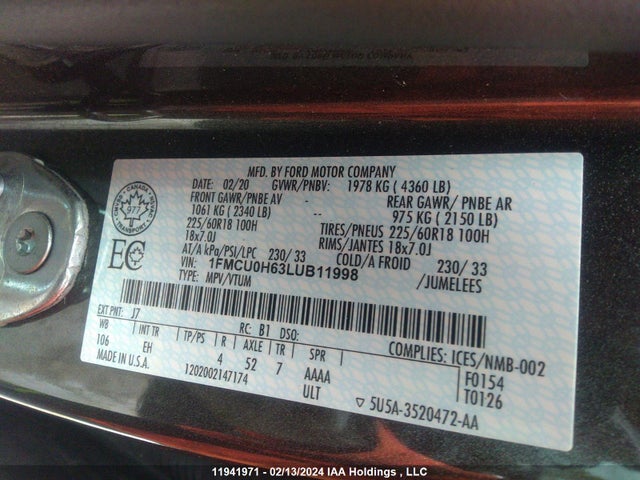 MFD. BY FORD MOTOR COMPANY
DATE: 02/20 GVWR/PNBV: 1978 KG ( 4360 LB)
FRONT GAWR/PNBE AV -- REAR GAWR/ PNBE AR
1061 KG ( 2340 LB) 975 KG ( 2150 LB)
225/60R18 100H TIRES/PNEUS 225/60R18 100H
18x7.0J -- RIMS/JANTES 18x7.0J
AT/A kPa/PSI/LPC 230/ 33 COLD/A FROID 230/ 33
VIN: 1FMCU0H63LUB11998 /JUMELEES
TYPE: MPV/VTUM
CANADA
977
TRANSPORT
EC
EXT PNT: J7 RC: B1 DSO:
COMPLIES: ICES/NMB-002
WB INT TR TP/PS R AXLE TR SPR
106 EH 4 52 7 AAAA
F0154
MADE IN U.S.A. 1202002147174 ULT
T0126
5U5A-3520472-AA
11941971 - 02/13/2024 IAA Holdings , LLC